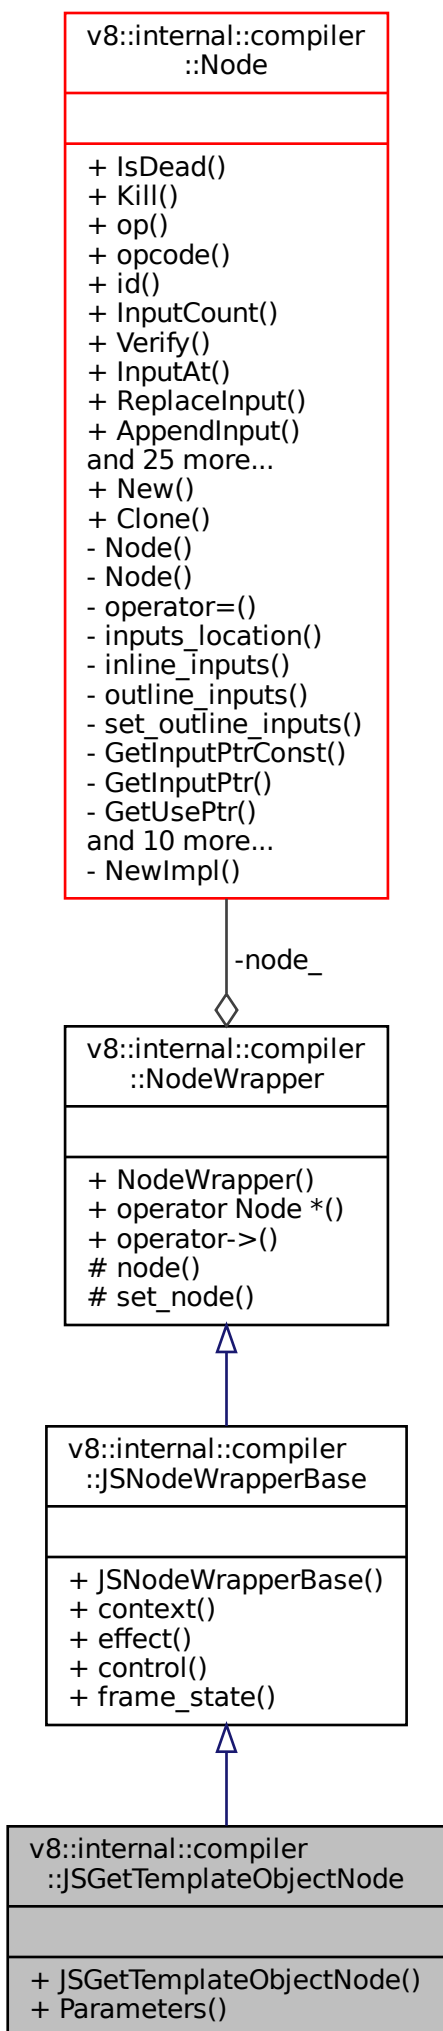 v8::internal::compiler
::Node
+ IsDead()
+ Kill()
+ op()
+ opcode()
+ id()
+ InputCount()
+ Verify()
+ InputAt()
+ ReplaceInput()
+ AppendInput()
and 25 more...
+ New()
+ Clone()
- Node()
- Node()
- operator=()
- inputs_location()
- inline_inputs()
- outline_inputs()
- set_outline_inputs()
- GetInputPtrConst()
- GetInputPtr()
- GetUsePtr()
and 10 more...
- NewImpl()
-node_
v8::internal::compiler
::NodeWrapper
+ NodeWrapper()
+ operator Node *()
+ operator->()
# node()
# set_node()
v8::internal::compiler
::JSNodeWrapperBase
+ JSNodeWrapperBase()
+ context()
+ effect()
+ control()
+ frame_state()
v8::internal::compiler
::JSGetTemplateObjectNode
+ JSGetTemplateObjectNode()
+ Parameters()